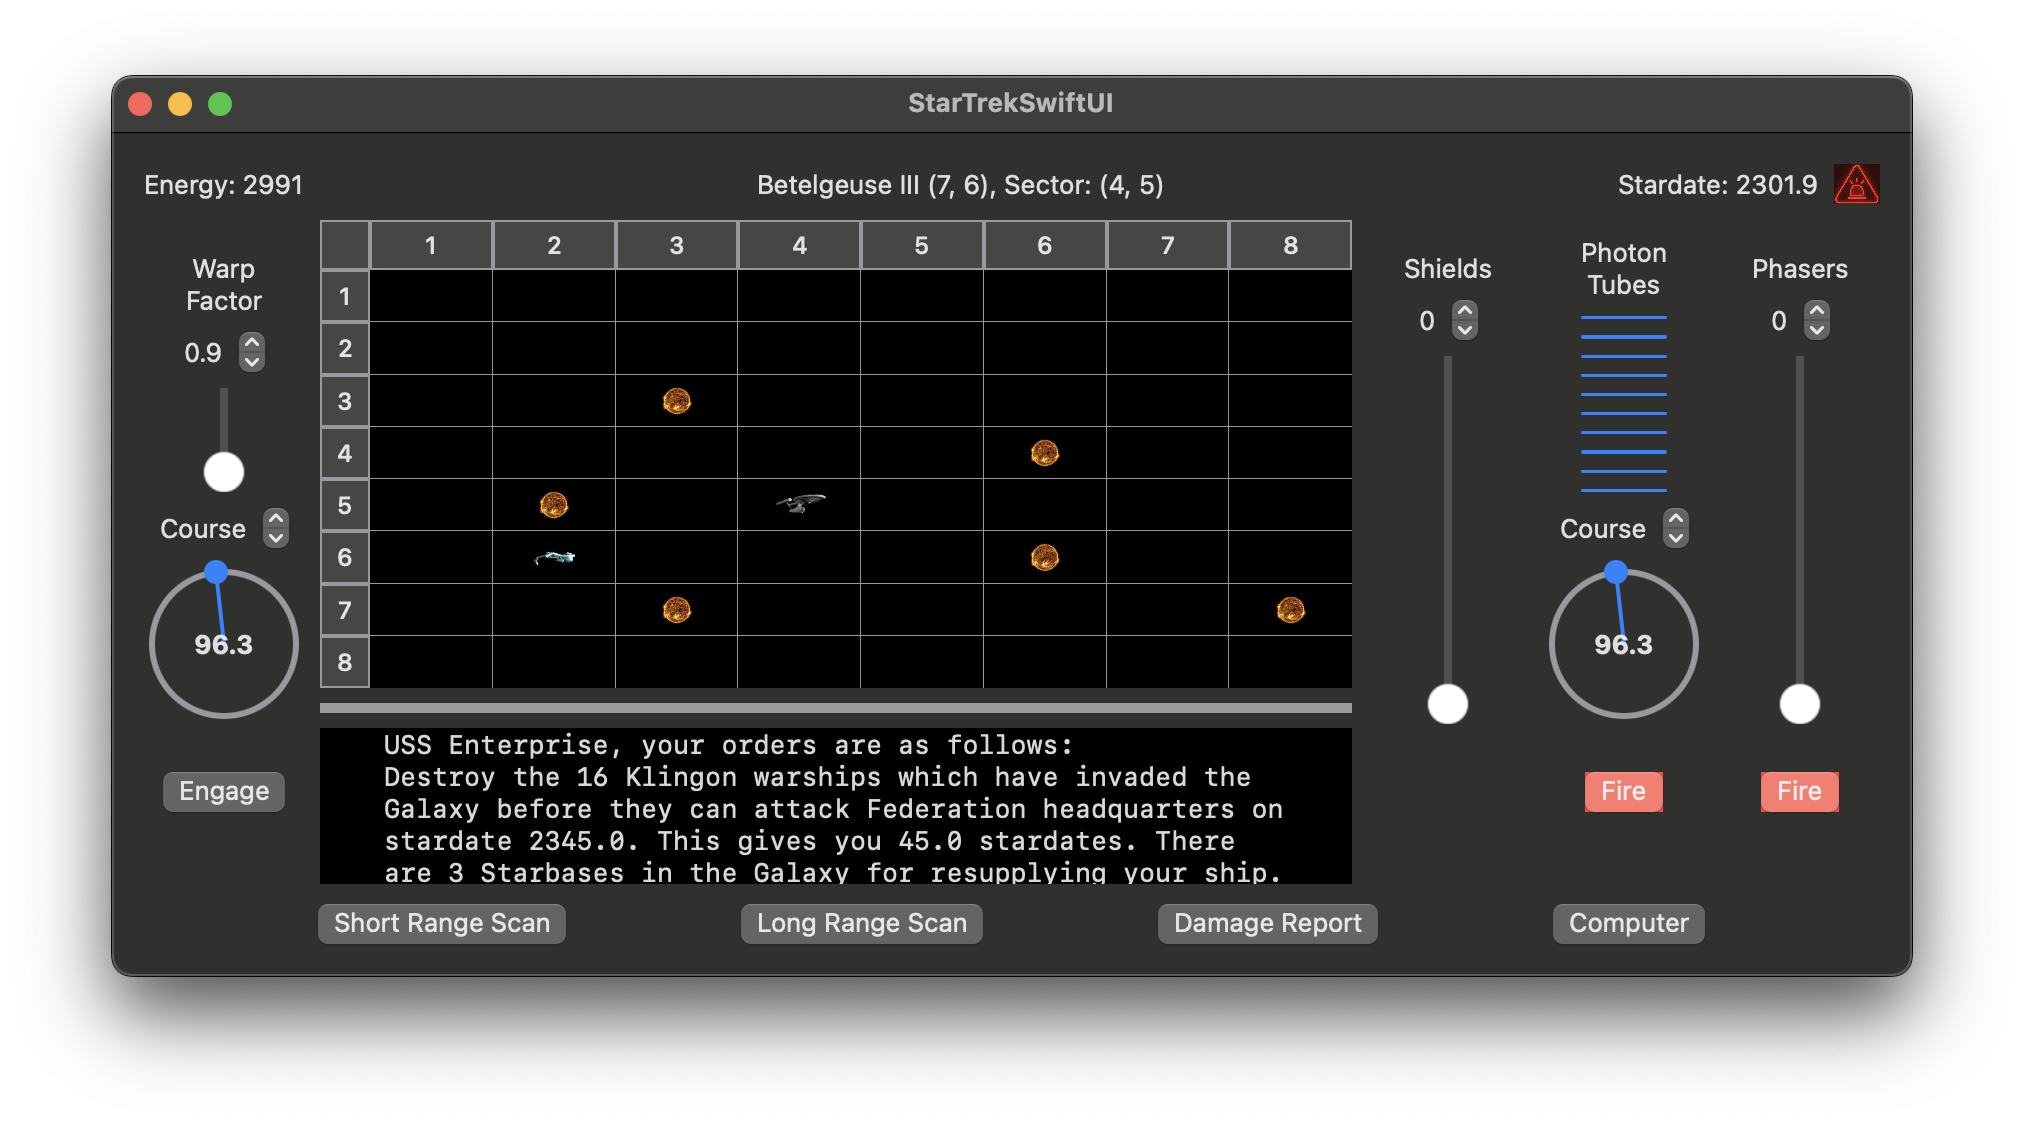 StarTrekSwiftUI
Energy: 2991
Betelgeuse III (7, 6), Sector: (4, 5)
Stardate: 2301.9
Warp
Factor
0.9
Course
96.3
Engage
1 2 3 4 5 6 7 8
1
2
3
4
5
6
7
8
USS Enterprise, your orders are as follows:
Destroy the 16 Klingon warships which have invaded the
Galaxy before they can attack Federation headquarters on
stardate 2345.0. This gives you 45.0 stardates. There
are 3 Starbases in the Galaxy for resupplying your ship.
Shields
0
Photon
Tubes
Course
96.3
Fire
Phasers
0
Fire
Short Range Scan
Long Range Scan
Damage Report
Computer